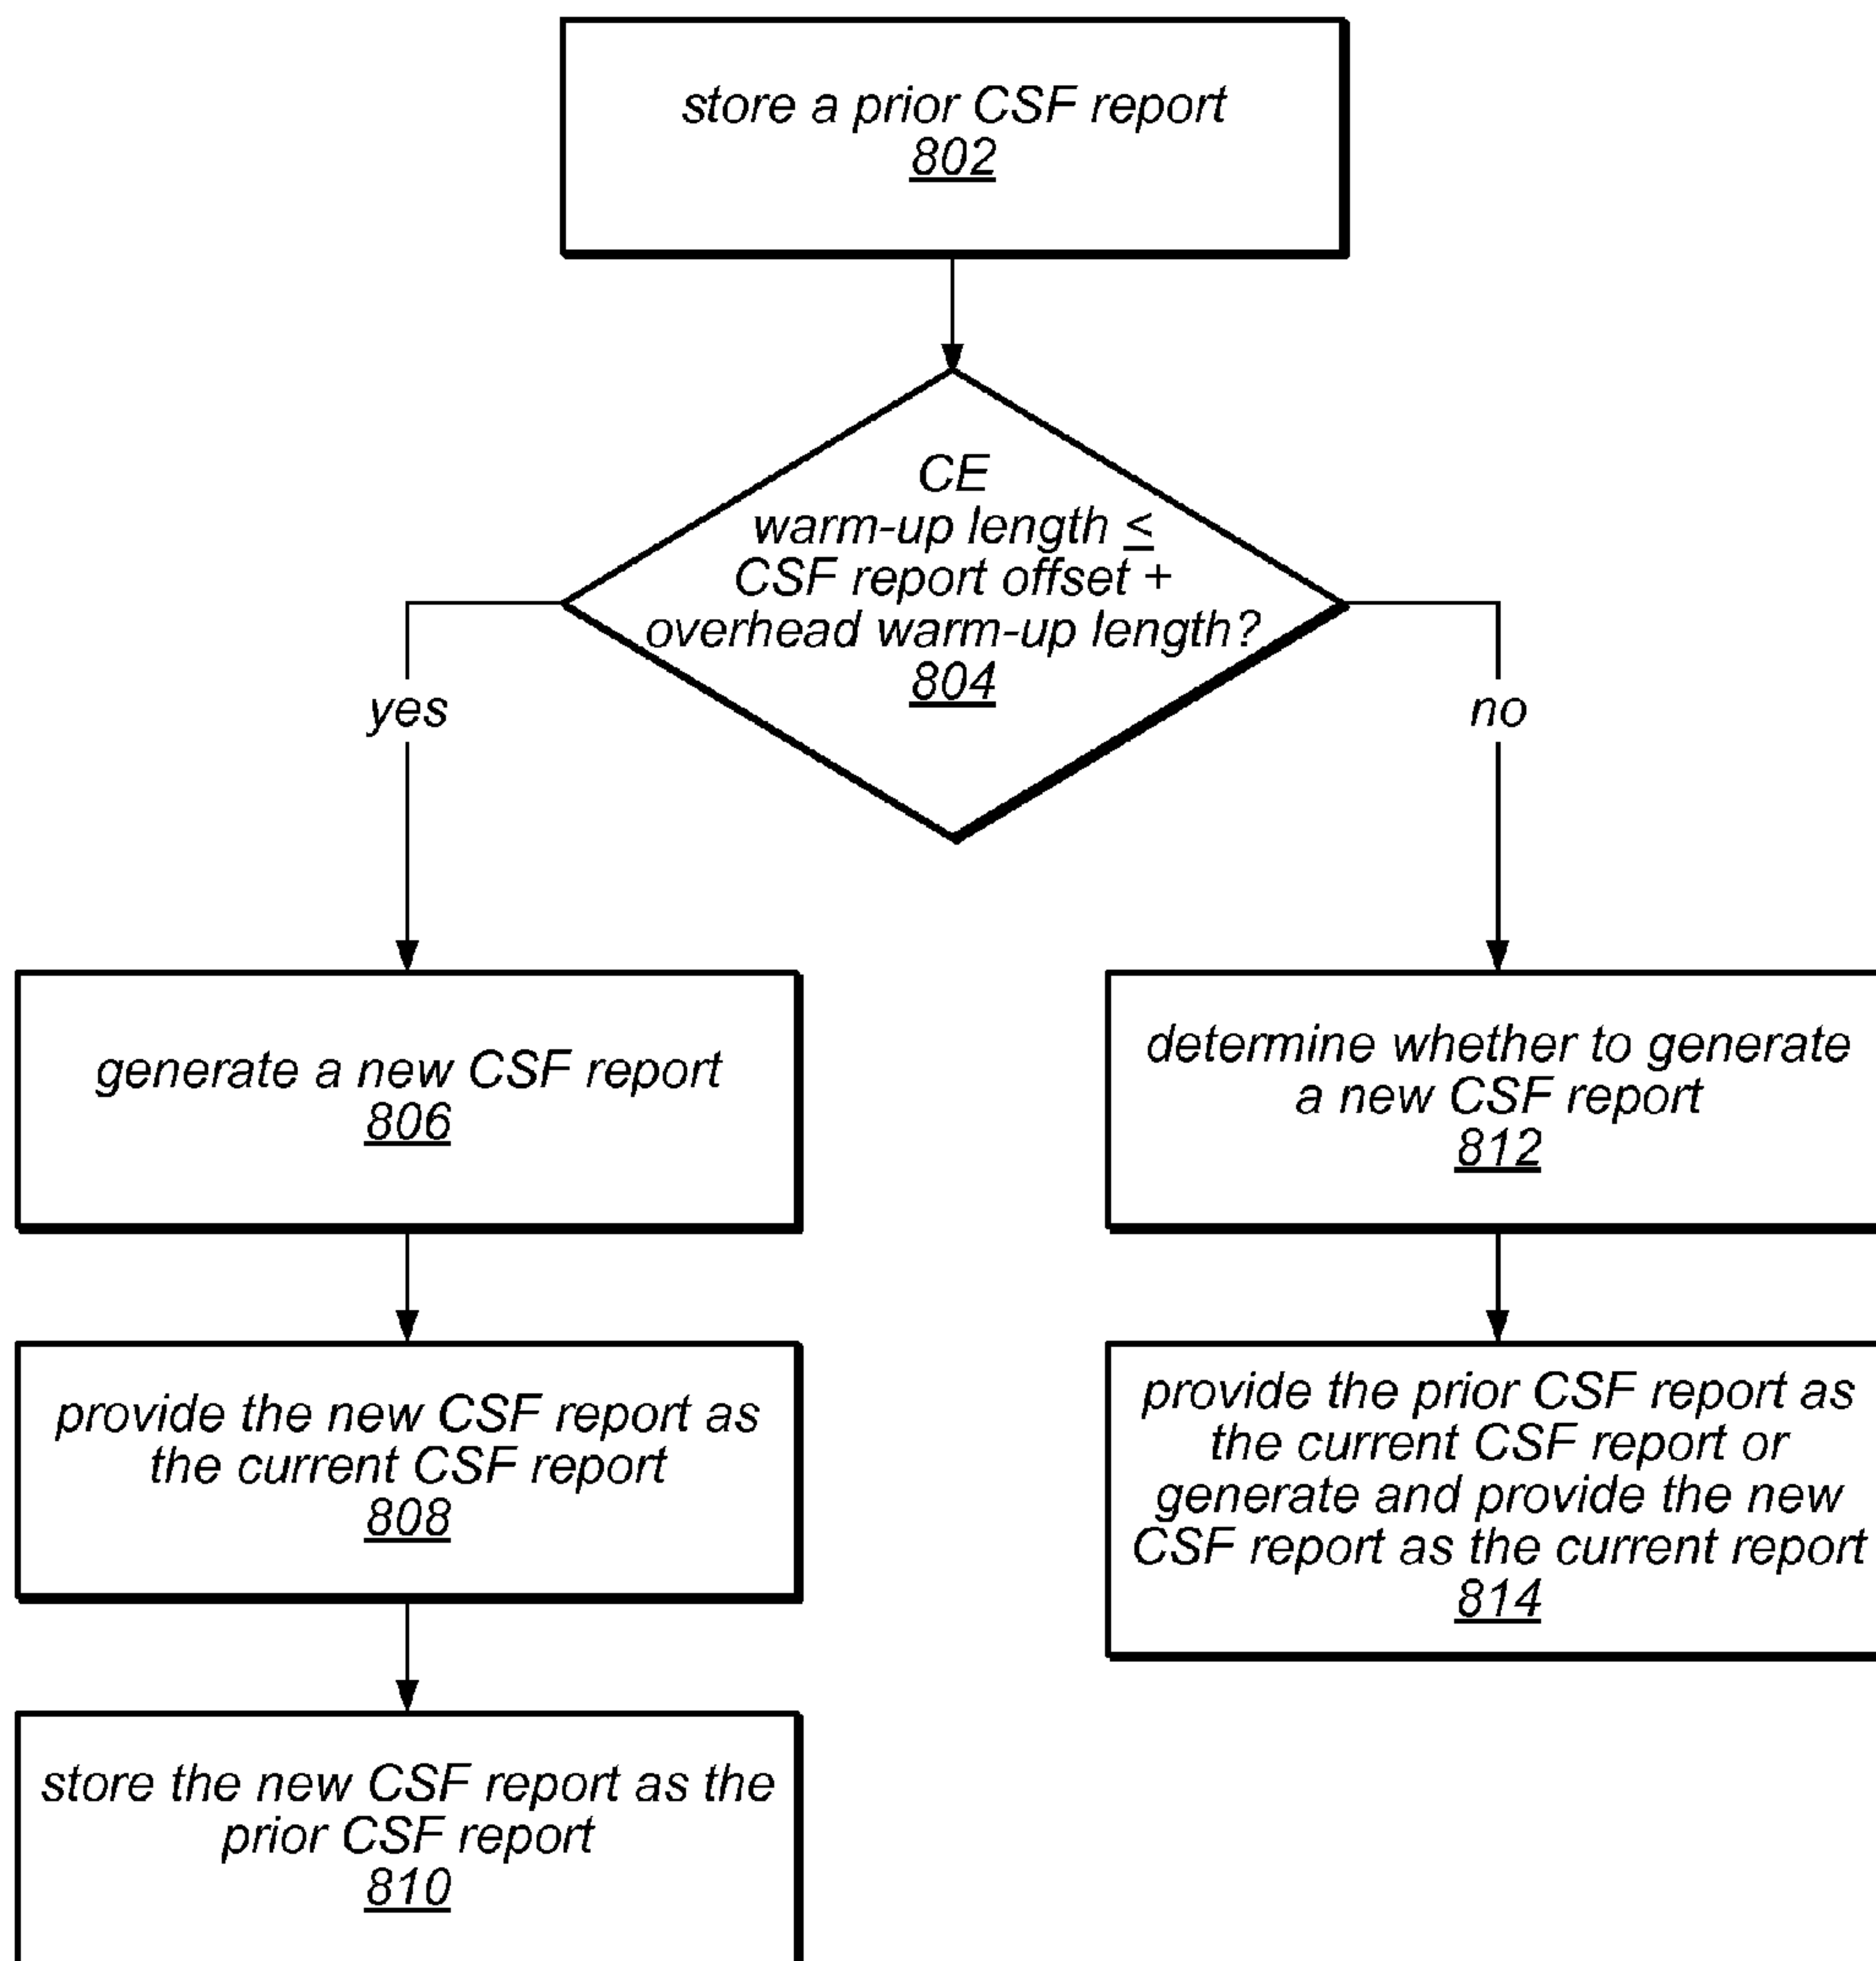 store a prior CSF report
802
CE
warm-up length ≤
CSF report offset +
overhead warm-up length?
804
yes
no
generate a new CSF report
806
determine whether to generate
a new CSF report
812
provide the new CSF report as
the current CSF report
808
provide the prior CSF report as
the current CSF report or
generate and provide the new
CSF report as the current report
814
store the new CSF report as the
prior CSF report
810